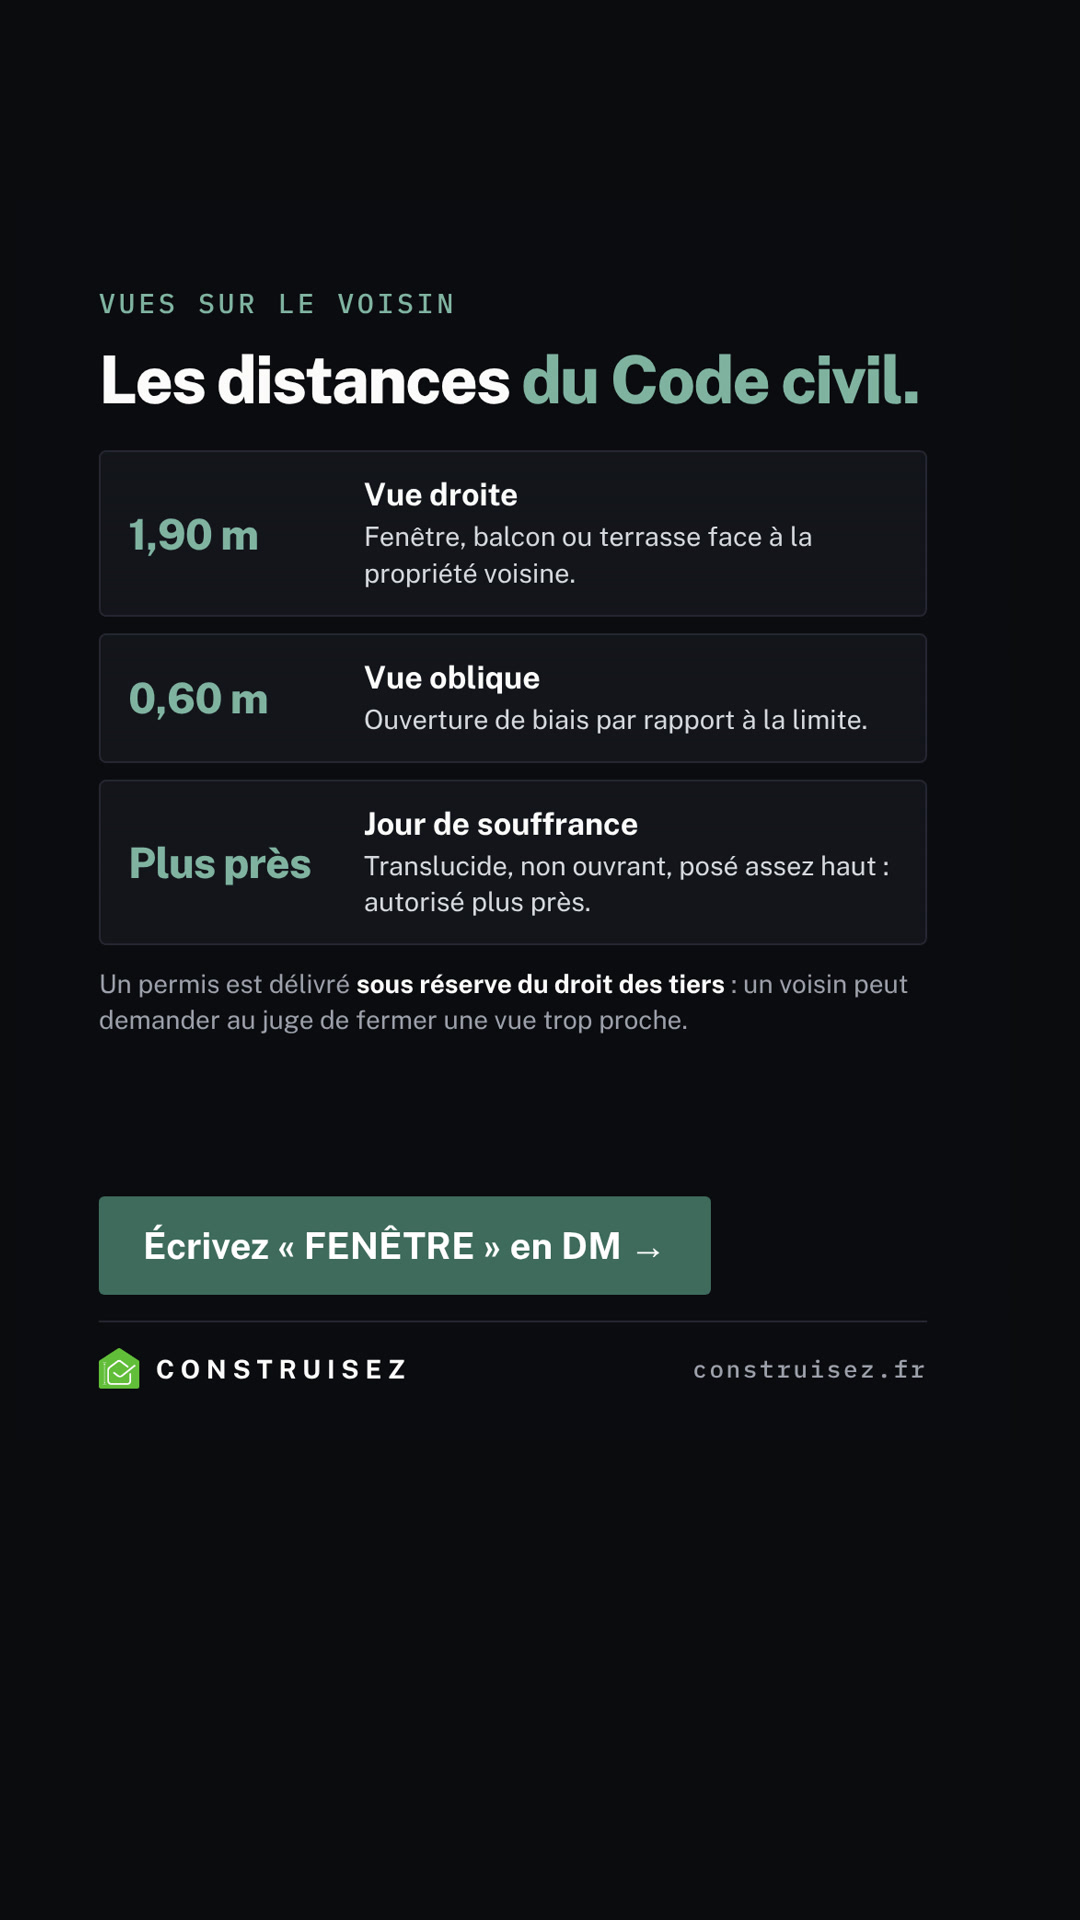 VUES SUR LE VOISIN
Les distances du Code civil.
1,90 m
Vue droite
Fenêtre, balcon ou terrasse face à la
propriété voisine.
0,60 m
Vue oblique
Ouverture de biais par rapport à la limite.
Plus près
Jour de souffrance
Translucide, non ouvrant, posé assez haut :
autorisé plus près.
Un permis est délivré sous réserve du droit des tiers : un voisin peut
demander au juge de fermer une vue trop proche.
Écrivez « FENÊTRE » en DM →
CONSTRUISEZ
construisez.fr